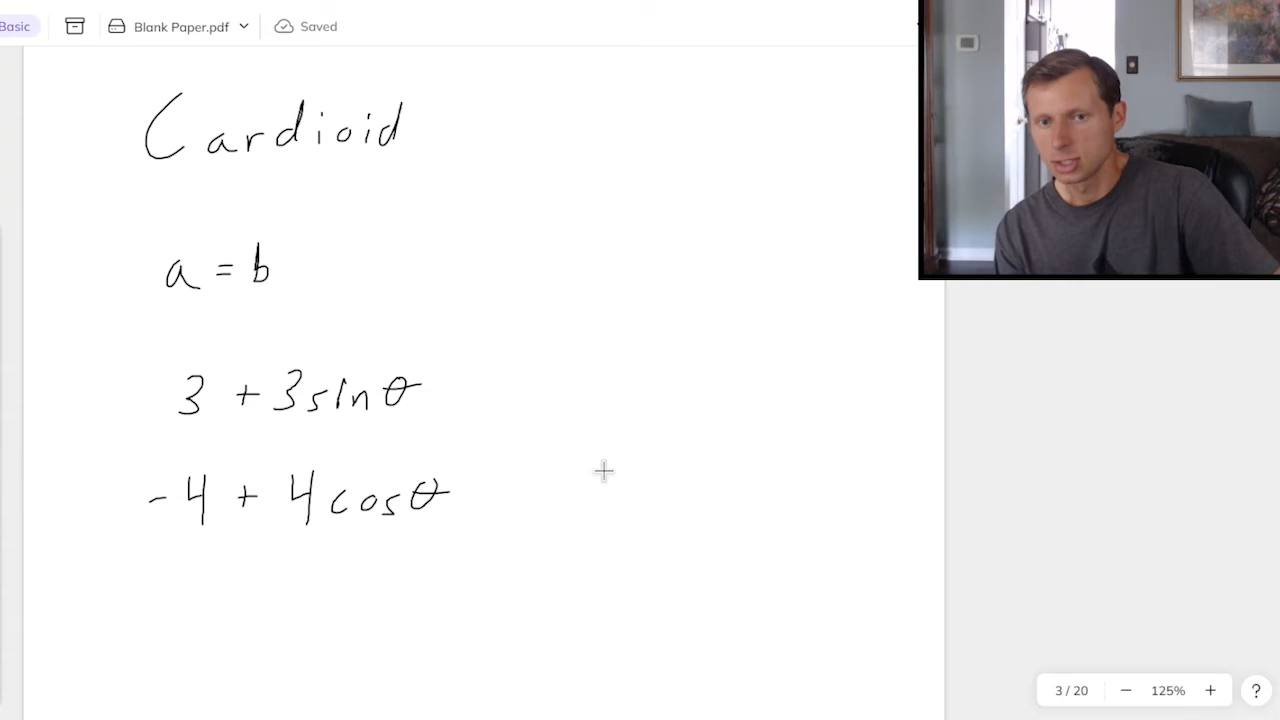 Basic Blank Paper.pdf Saved
Cardioid
a = b
3 + 3sinθ
-4 + 4cosθ
3 / 20 − 125% + ?